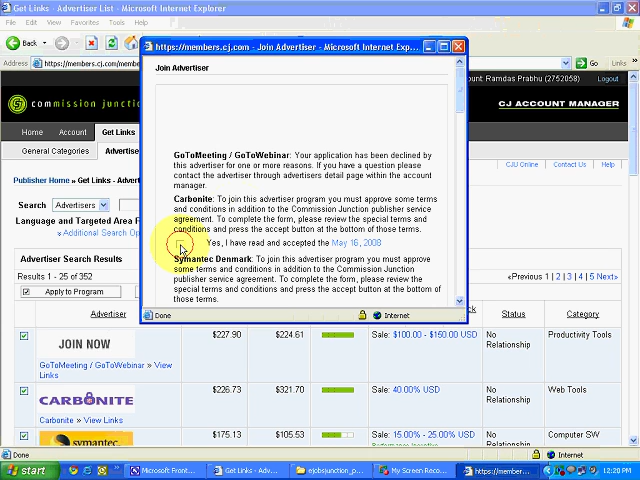 Get Links - Advertiser List - Microsoft Internet Explorer
File Edit View Favorites Tools Help
Back
https://members.cj.com - Join Advertiser - Microsoft Internet Exp...
Address https://members.cj.com/mem
Go Links
Join Advertiser
Account: Ramdas Prabhu (2752058) Logout
commission junction
CJ ACCOUNT MANAGER
Home Account Get Links
General Categories Advertise
CJU Online | Contact Us | Help
Publisher Home » Get Links - Advert
Search Advertisers
Language and Targeted Area
Additional Search Op
Advertiser Search Results
Results 1 - 25 of 352
«Previous 1 | 2 | 3 | 4 | 5 Next»
Apply to Program
GoToMeeting / GoToWebinar: Your application has been declined by
this advertiser for one or more reasons. If you have a question please
contact the advertiser through advertisers detail page within the account
manager.
Carbonite: To join this advertiser program you must approve some terms
and conditions in addition to the Commission Junction publisher service
agreement. To complete the form, please review the special terms and
conditions and press the accept button at the bottom of those terms.
Yes, I have read and accepted the May 16, 2008
Symantec Denmark: To join this advertiser program you must approve
some terms and conditions in addition to the Commission Junction
publisher service agreement. To complete the form, please review the
special terms and conditions and press the accept button at the bottom of
those terms.
Done Internet
Advertiser Status Category
JOIN NOW $227.90 $224.61 Sale: $100.00 - $150.00 USD No Relationship Productivity Tools
GoToMeeting / GoToWebinar » View
Links
CARBONITE $226.73 $321.70 Sale: 40.00% USD No Relationship Web Tools
Carbonite » View Links
symantec $175.13 $105.53 Sale: 15.00% - 25.00% USD No Computer SW
Done Internet
start Microsoft Front... Get Links - Adv... ejobsjunction_p... My Screen Reco... https://member... 12:20 PM